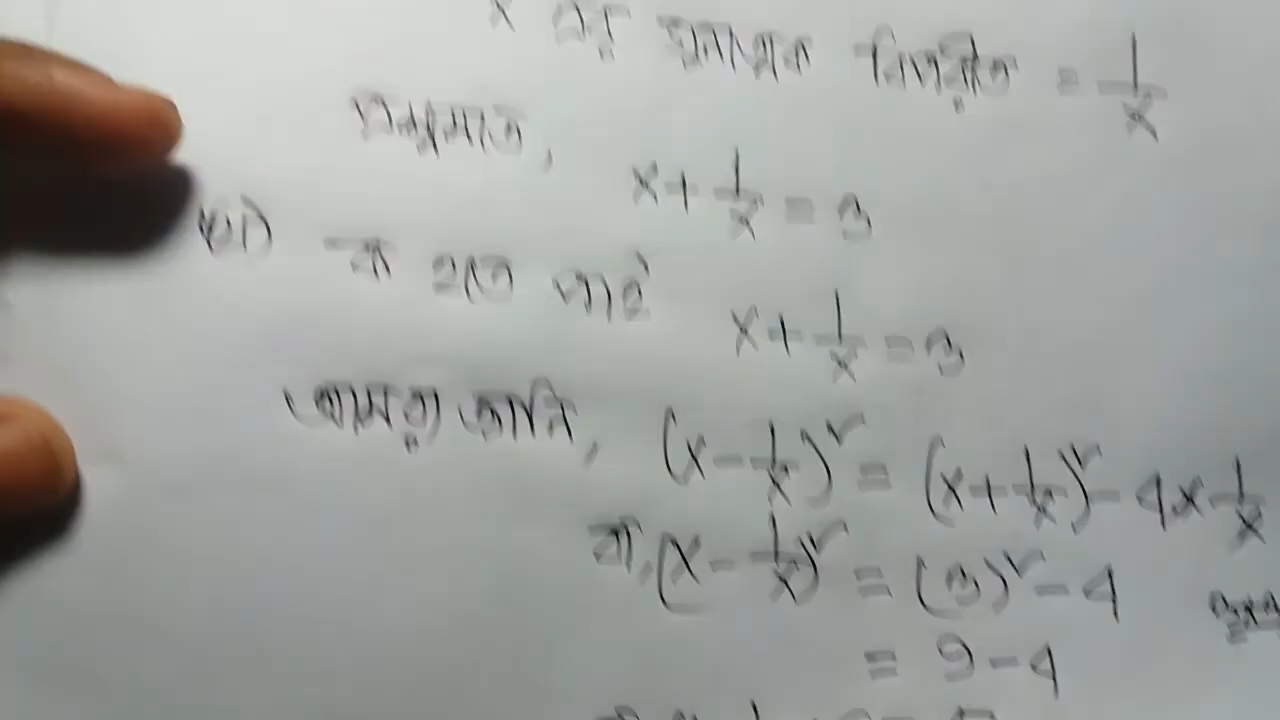 x এর গুণাত্মক বিপরীত = 1/x
প্রশ্নমতে, x + 1/x = 3
ক হতে পাই x + 1/x = 3
আমরা জানি, (x - 1/x)² = (x + 1/x)² - 4x 1/x
বা, (x - 1/x)² = (3)² - 4
= 9 - 4